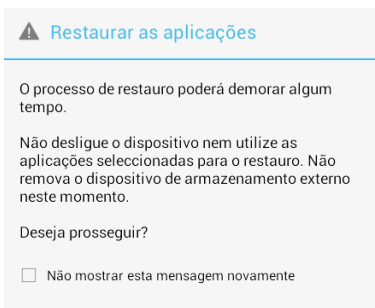 Restaurar as aplicações
O processo de restauro poderá demorar algum
tempo.
Não desligue o dispositivo nem utilize as
aplicações seleccionadas para o restauro. Não
remova o dispositivo de armazenamento externo
neste momento.
Deseja prosseguir?
Não mostrar esta mensagem novamente